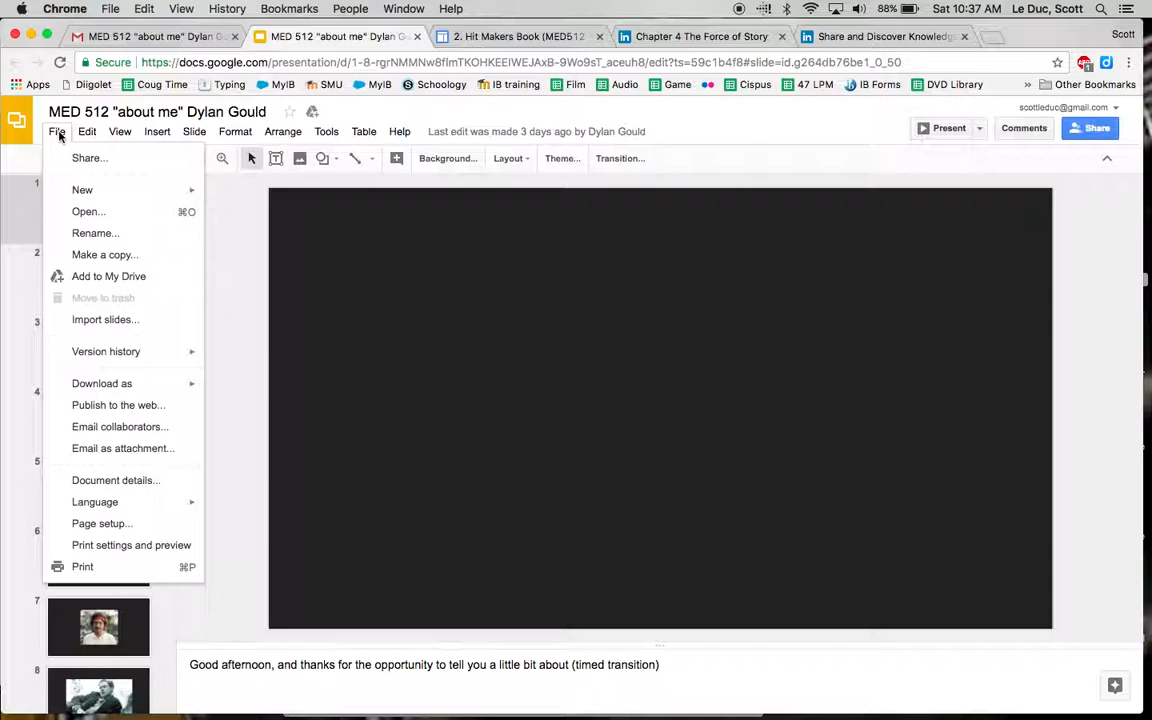 Chrome File Edit View History Bookmarks People Window Help 88% Sat 10:37 AM Le Duc, Scott
MED 512 "about me" Dylan G MED 512 "about me" Dylan Go 2. Hit Makers Book (MED512 Chapter 4 The Force of Story Share and Discover Knowledg Scott
Secure https://docs.google.com/presentation/d/1-8-rgrNMMNw8flmTKOHKEEIWEJAxB-9Wo9sT_aceuh8/edit?ts=59c1b4f8#slide=id.g264db76be1_0_50
Apps Diigolet Coug Time Typing MyIB SMU MyIB Schoology IB training Film Audio Game Cispus 47 LPM IB Forms DVD Library Other Bookmarks
MED 512 "about me" Dylan Gould
scottleduc@gmail.com
File Edit View Insert Slide Format Arrange Tools Table Help Last edit was made 3 days ago by Dylan Gould
Present Comments Share
Background... Layout Theme... Transition...
Share...
New
Open... ⌘O
Rename...
Make a copy...
Add to My Drive
Move to trash
Import slides...
Version history
Download as
Publish to the web...
Email collaborators...
Email as attachment...
Document details...
Language
Page setup...
Print settings and preview
Print ⌘P
1
2
3
4
5
6
7
8
Good afternoon, and thanks for the opportunity to tell you a little bit about (timed transition)